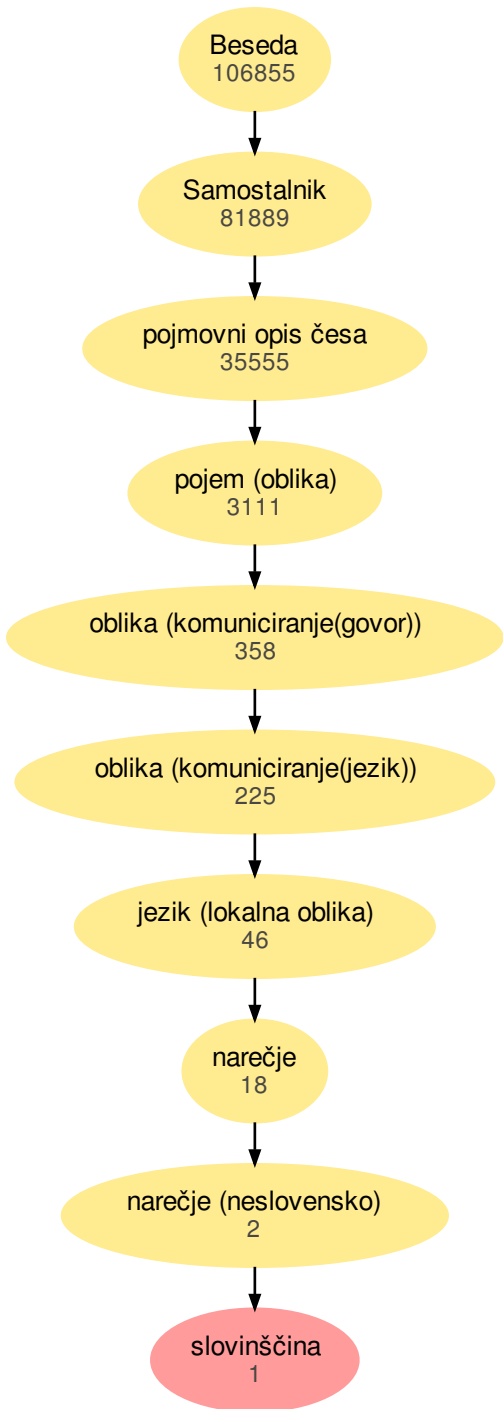 Beseda
106855
Samostalnik
81889
pojmovni opis česa
35555
pojem (oblika)
3111
oblika (komuniciranje(govor))
358
oblika (komuniciranje(jezik))
225
jezik (lokalna oblika)
46
narečje
18
narečje (neslovensko)
2
slovinščina
1